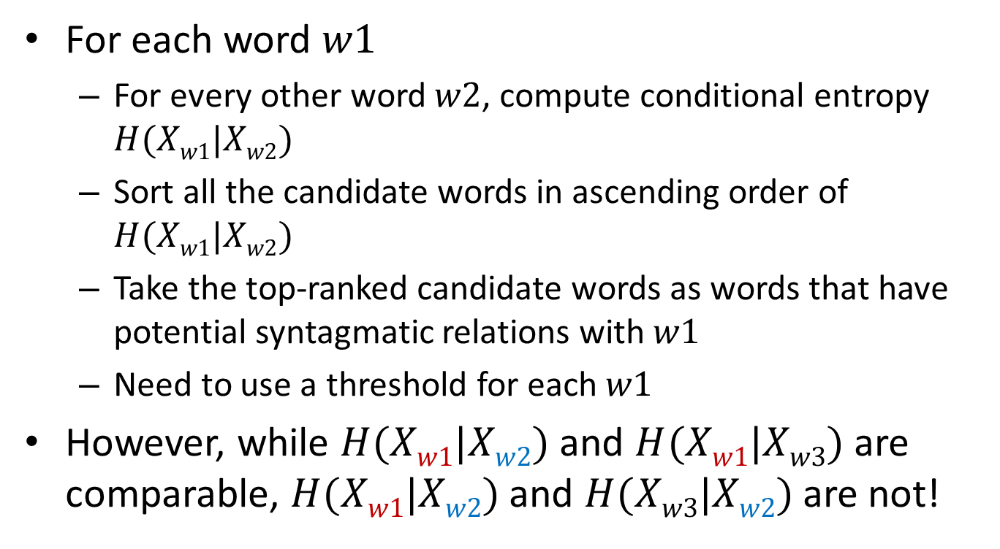 • For each word w1
– For every other word w2, compute conditional entropy
H(X_{w1}|X_{w2})
– Sort all the candidate words in ascending order of
H(X_{w1}|X_{w2})
– Take the top-ranked candidate words as words that have
potential syntagmatic relations with w1
– Need to use a threshold for each w1
• However, while H(X_{w1}|X_{w2}) and H(X_{w1}|X_{w3}) are
comparable, H(X_{w1}|X_{w2}) and H(X_{w3}|X_{w2}) are not!